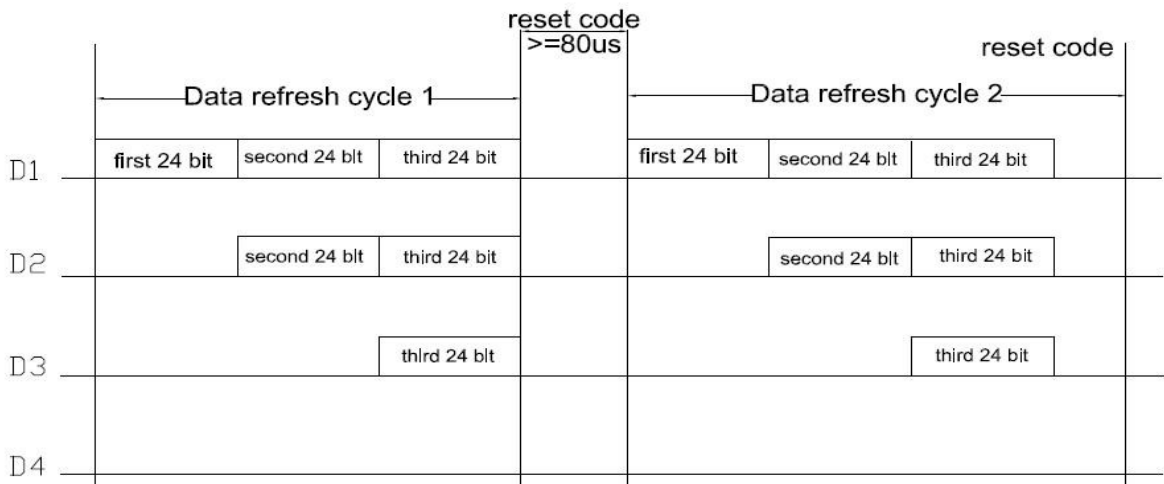 reset code
>=80us
reset code
Data refresh cycle 1
Data refresh cycle 2
D1 first 24 bit second 24 blt third 24 bit first 24 bit second 24 blt third 24 bit
D2 second 24 blt third 24 bit second 24 blt third 24 bit
D3 third 24 blt third 24 bit
D4